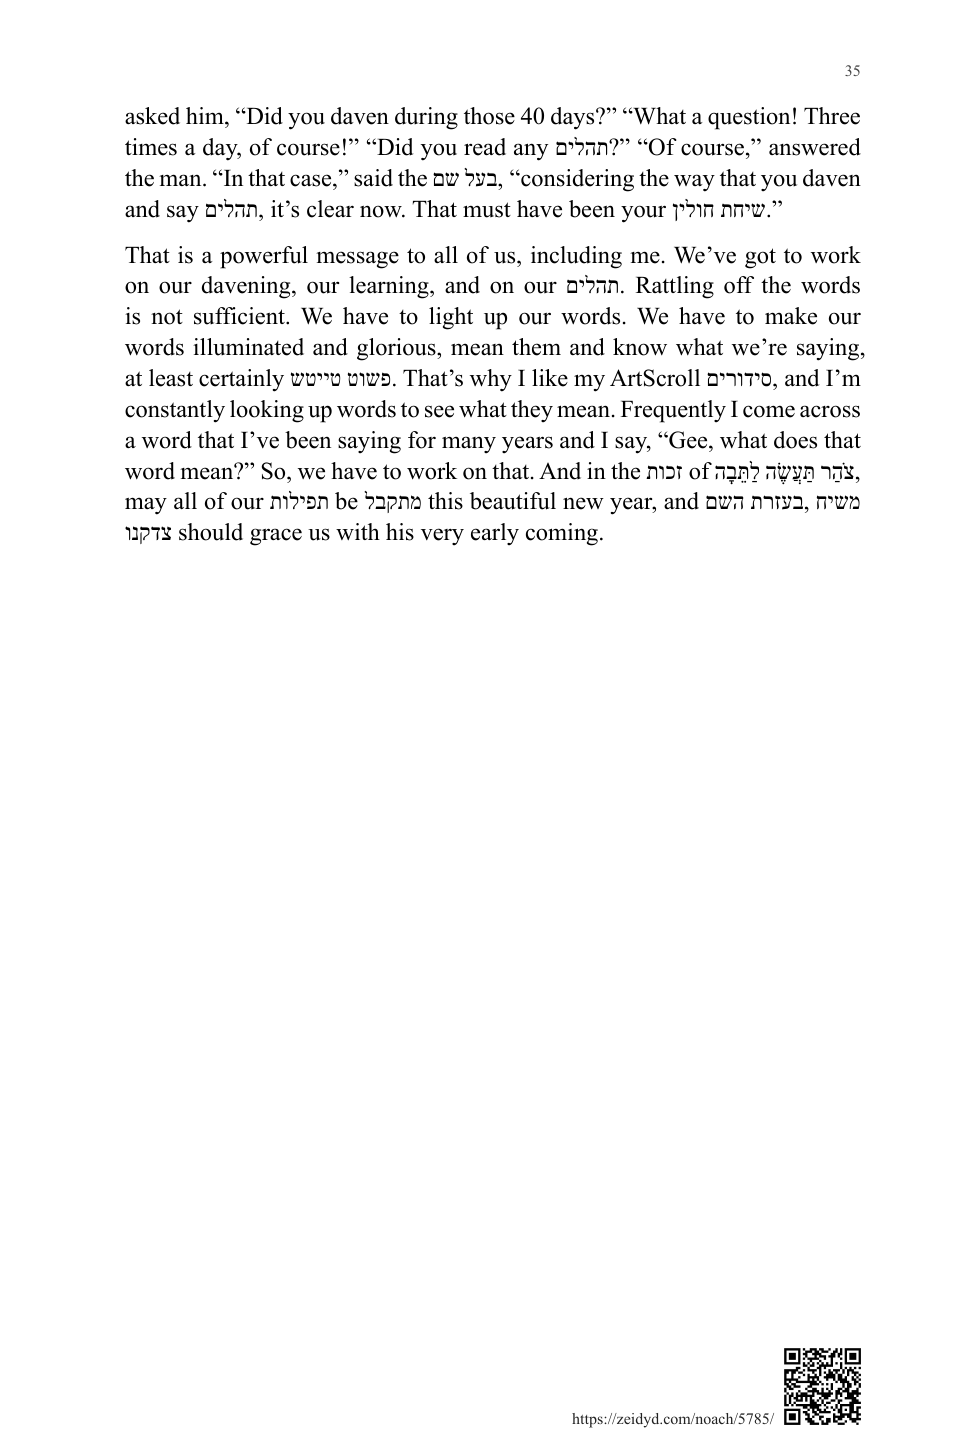 35
asked him, “Did you daven during those 40 days?” “What a question! Three
times a day, of course!” “Did you read any תהלים?” “Of course,” answered
the man. “In that case,” said the בעל שם, “considering the way that you daven
and say תהלים, it’s clear now. That must have been your שיחת חולין.”
That is a powerful message to all of us, including me. We’ve got to work
on our davening, our learning, and on our תהלים. Rattling off the words
is not sufficient. We have to light up our words. We have to make our
words illuminated and glorious, mean them and know what we’re saying,
at least certainly פשוט טייטש. That’s why I like my ArtScroll סידורים, and I’m
constantly looking up words to see what they mean. Frequently I come across
a word that I’ve been saying for many years and I say, “Gee, what does that
word mean?” So, we have to work on that. And in the זכות of צֹהַר תַּעֲשֶׂה לַתֵּבָה,
may all of our תפילות be מתקבל this beautiful new year, and בעזרת השם, משיח
צדקנו should grace us with his very early coming.
https://zeidyd.com/noach/5785/